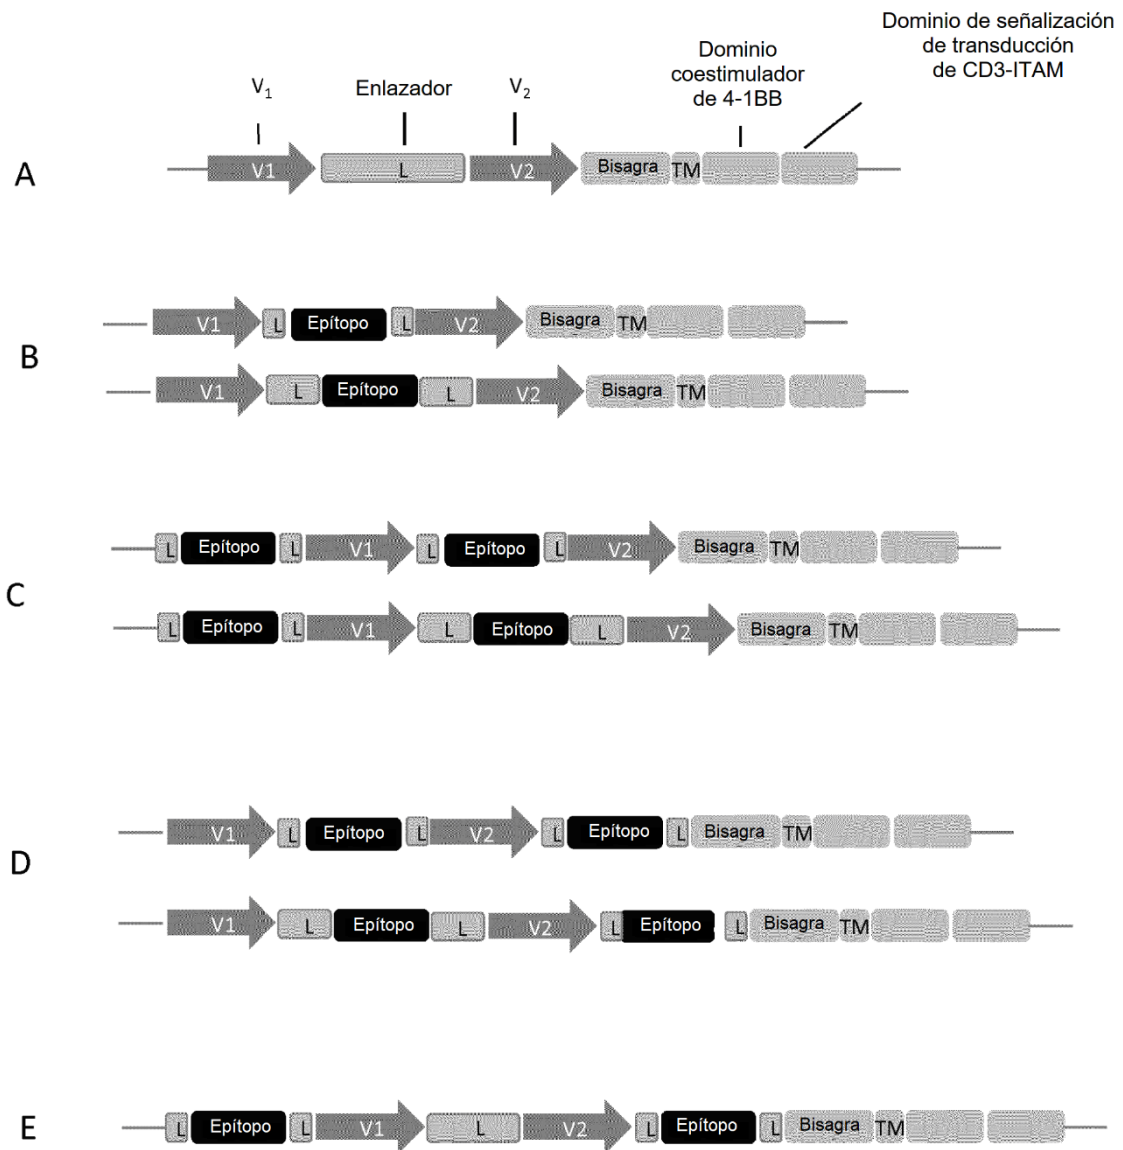 Dominio de señalización
de transducción
de CD3-ITAM
Dominio
coestimulador
de 4-1BB
V₁ Enlazador V₂
A V1 L V2 Bisagra TM
B
V1 L Epítopo L V2 Bisagra TM
V1 L Epítopo L V2 Bisagra TM
C
L Epítopo L V1 L Epítopo L V2 Bisagra TM
L Epítopo L V1 L Epítopo L V2 Bisagra TM
D
V1 L Epítopo L V2 L Epítopo L Bisagra TM
V1 L Epítopo L V2 L Epítopo L Bisagra TM
E L Epítopo L V1 L V2 L Epítopo L Bisagra TM